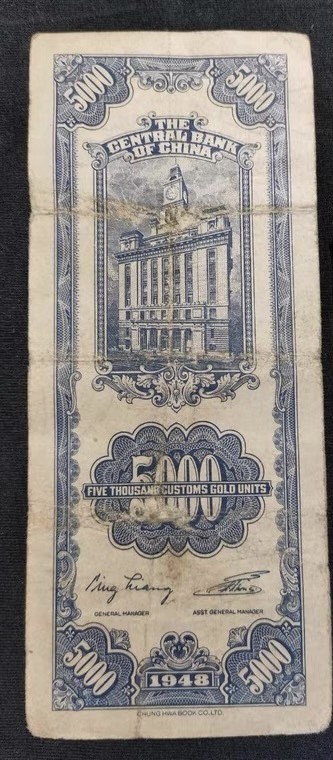 5000 5000
THE
CENTRAL BANK
OF CHINA
5000
FIVE THOUSAND CUSTOMS GOLD UNITS
GENERAL MANAGER ASS'T GENERAL MANAGER
5000 5000
1948
CHUNG HWA BOOK CO., LTD.